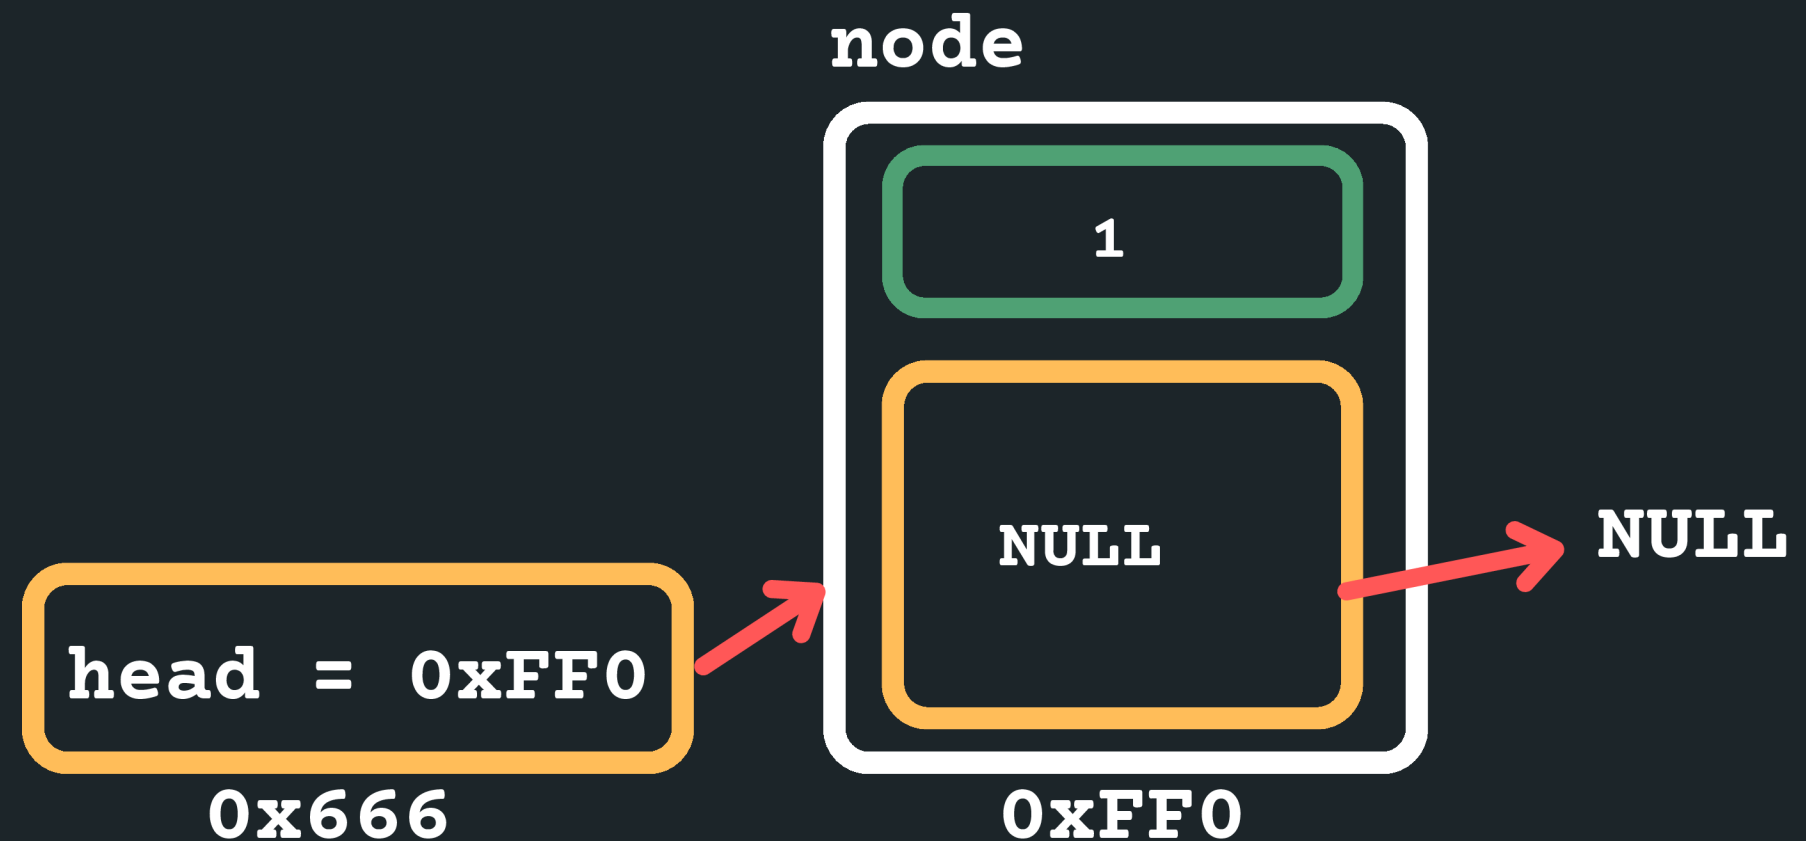 node
1
NULL
NULL
head = 0xFF0
0x666
0xFF0